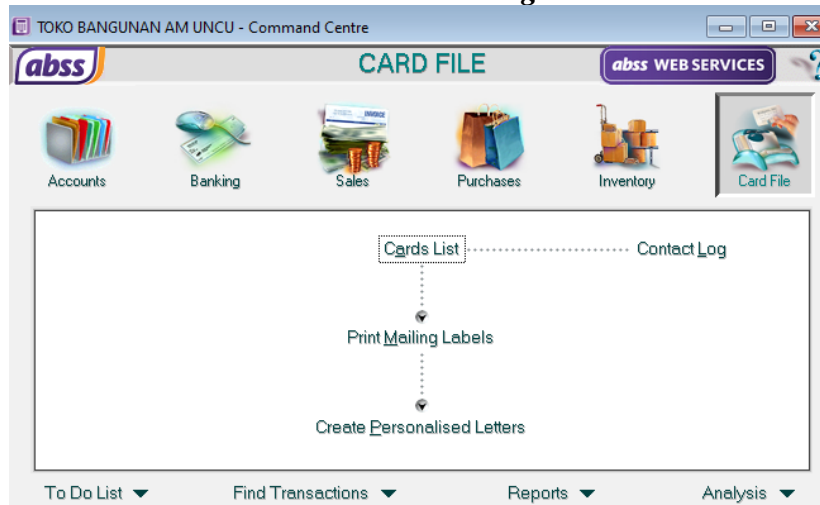 TOKO BANGUNAN AM UNCU - Command Centre
abss CARD FILE abss WEB SERVICES ?
INVOICE
Accounts Banking Sales Purchases Inventory Card File
Cards List Contact Log
Print Mailing Labels
Create Personalised Letters
To Do List Find Transactions Reports Analysis